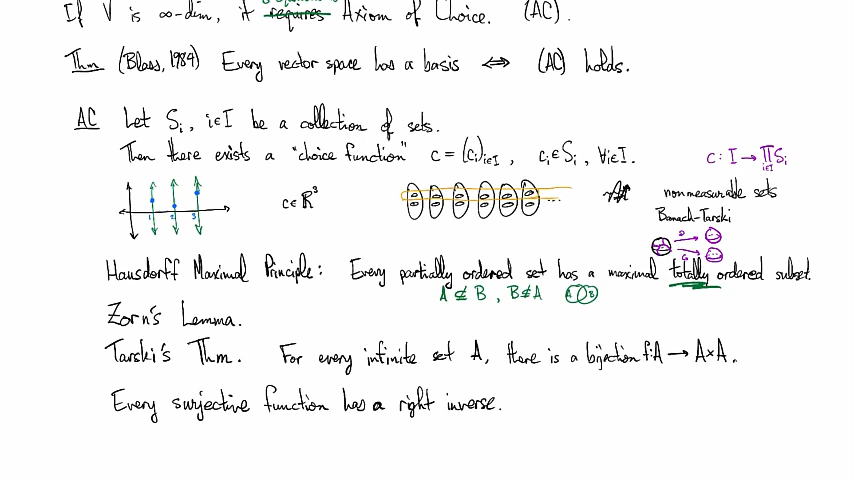 If V is ∞-dim, it requires Axiom of Choice. (AC).
Thm (Blass, 1984) Every vector space has a basis ⇔ (AC) holds.
AC Let Sᵢ, i∈I be a collection of sets.
Then there exists a "choice function" c = (cᵢ)ᵢ∈I, cᵢ∈Sᵢ, ∀i∈I.
c: I → ∏ Sᵢ
i∈I
1 2 3
c∈ℝ³
...
nonmeasurable sets
Banach-Tarski
Hausdorff Maximal Principle: Every partially ordered set has a maximal totally ordered subset.
A ⊄ B, B ⊄ A
A B
Zorn's Lemma.
Tarski's Thm. For every infinite set A, there is a bijection f: A → A×A.
Every surjective function has a right inverse.